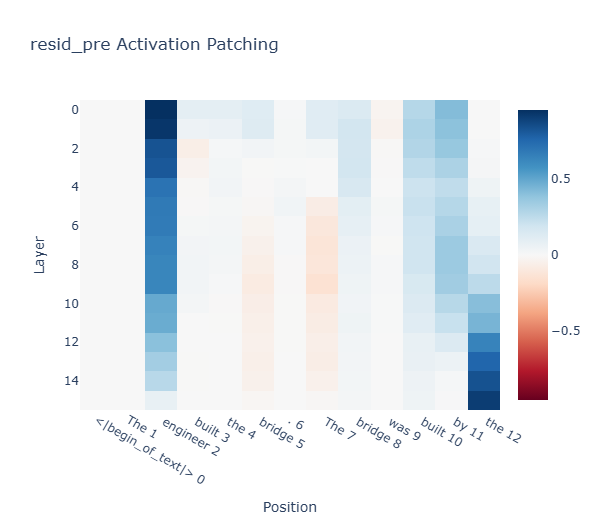 resid_pre Activation Patching
0
2
4
6
8
10
12
14
Layer
<|begin_of_text|> 0
The 1
engineer 2
built 3
the 4
bridge 5
. 6
The 7
bridge 8
was 9
built 10
by 11
the 12
Position
0.5
0
−0.5